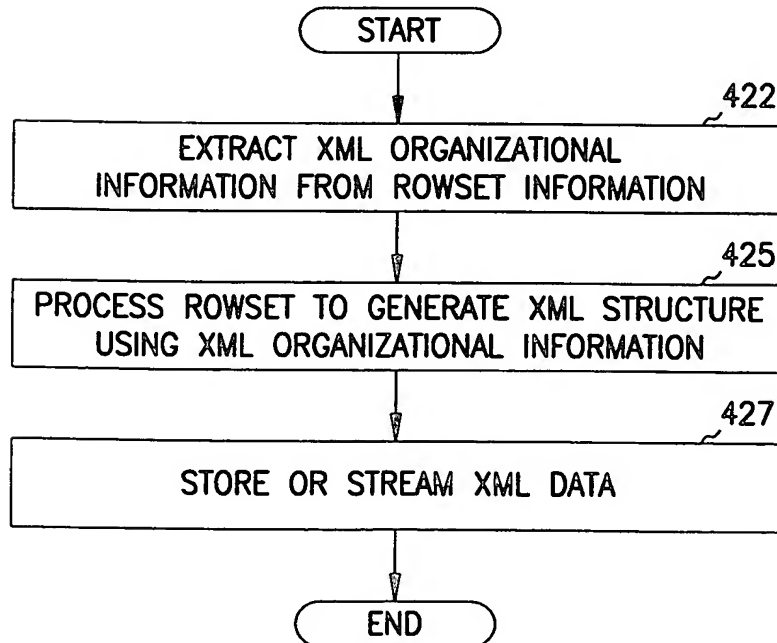 START
422
EXTRACT XML ORGANIZATIONAL
INFORMATION FROM ROWSET INFORMATION
425
PROCESS ROWSET TO GENERATE XML STRUCTURE
USING XML ORGANIZATIONAL INFORMATION
427
STORE OR STREAM XML DATA
END